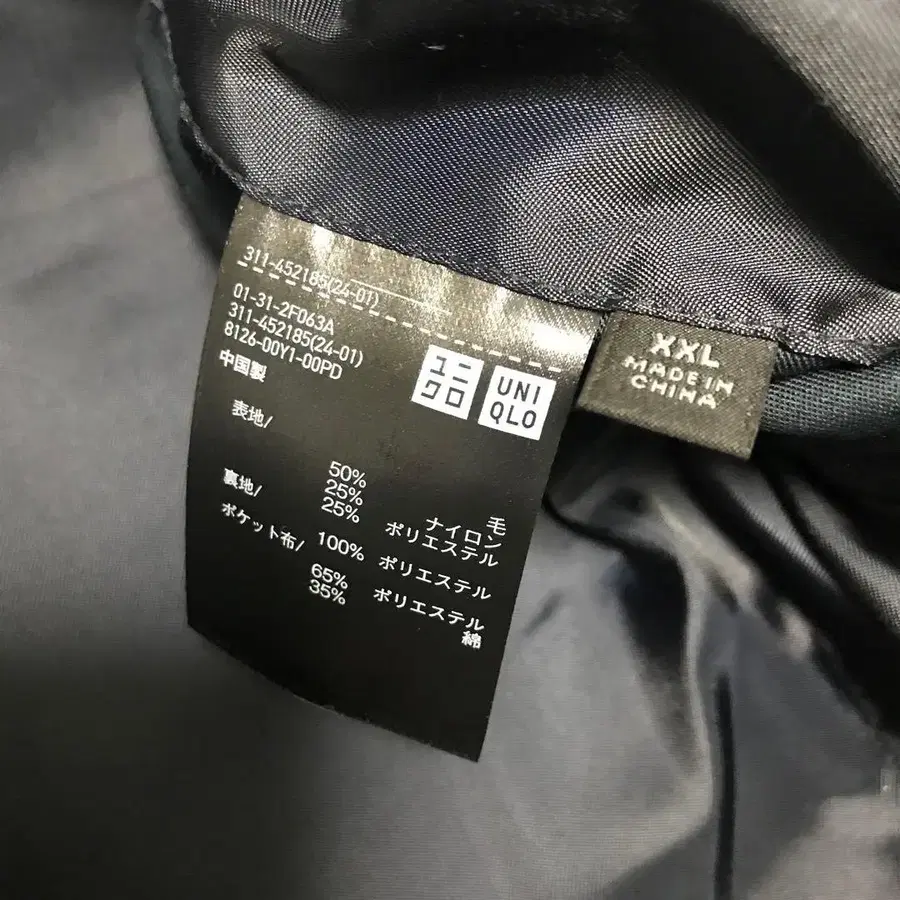 311-452185(24-01)
01-31-2F063A
311-452185(24-01)
8126-00Y1-00PD
中国製
ユニ
クロ
UNI
QLO
表地/
50% 毛
25% ナイロン
25% ポリエステル
裏地/
100% ポリエステル
ポケット布/
65% ポリエステル
35% 綿
XXL
MADE IN
CHINA